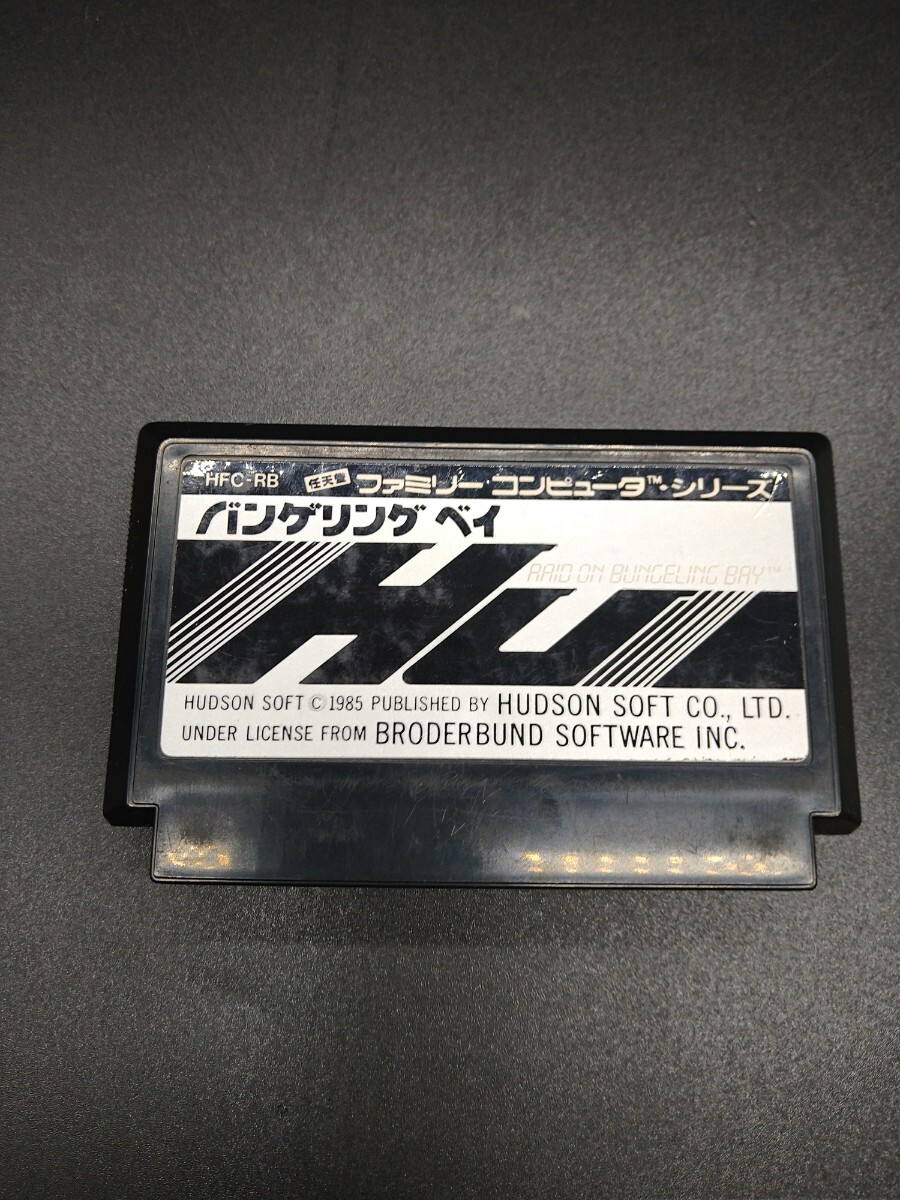 HFC-RB 任天堂 ファミリー コンピュータ™・シリーズ
バンゲリング ベイ
RAID ON BUNGELING BAY™
HU
HUDSON SOFT © 1985 PUBLISHED BY HUDSON SOFT CO., LTD.
UNDER LICENSE FROM BRODERBUND SOFTWARE INC.